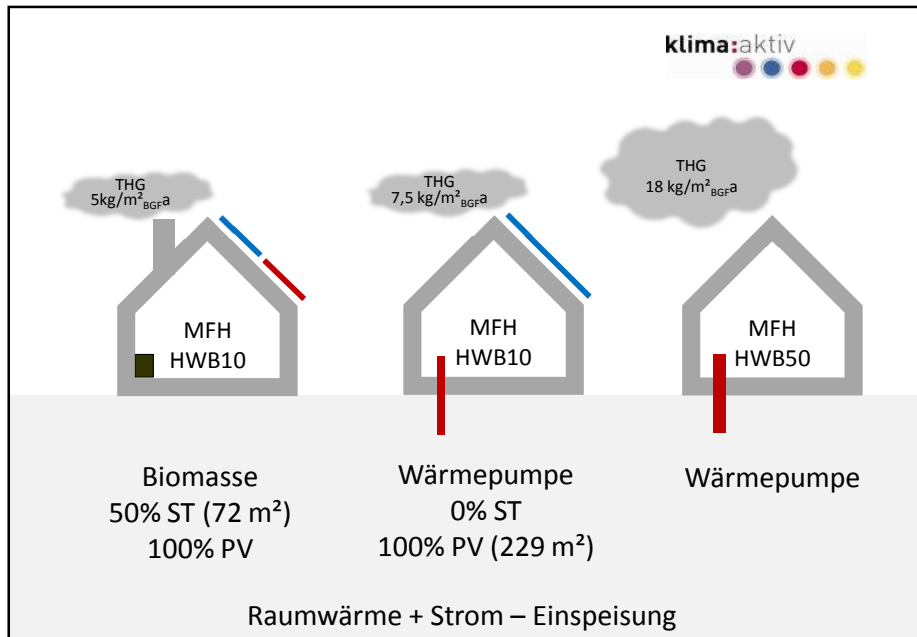 klima:aktiv
THG
5kg/m²BGFa
THG
7,5 kg/m²BGFa
THG
18 kg/m²BGFa
MFH
HWB10
MFH
HWB10
MFH
HWB50
Biomasse
50% ST (72 m²)
100% PV
Wärmepumpe
0% ST
100% PV (229 m²)
Wärmepumpe
Raumwärme + Strom – Einspeisung